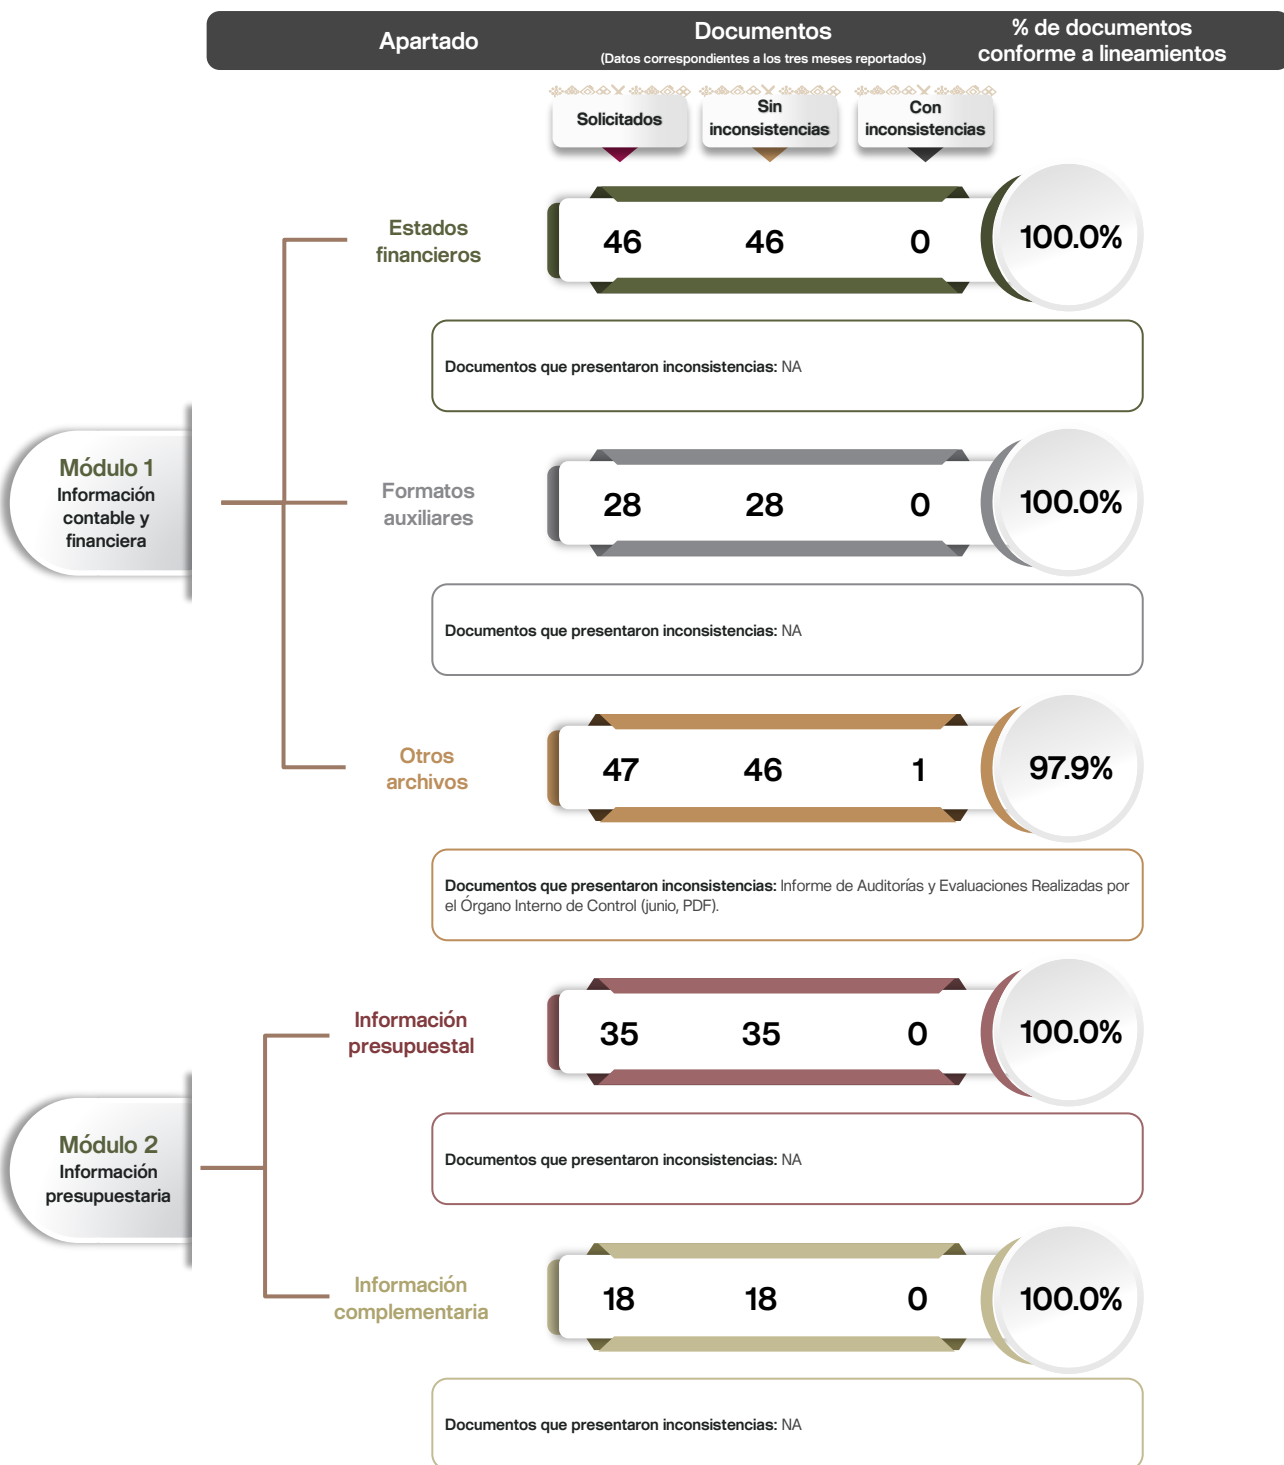 Apartado
Documentos
(Datos correspondientes a los tres meses reportados)
% de documentos
conforme a lineamientos
Solicitados
Sin
inconsistencias
Con
inconsistencias
Módulo 1
Información
contable y
financiera
Estados
financieros
46 46 0 100.0%
Documentos que presentaron inconsistencias: NA
Formatos
auxiliares
28 28 0 100.0%
Documentos que presentaron inconsistencias: NA
Otros
archivos
47 46 1 97.9%
Documentos que presentaron inconsistencias: Informe de Auditorías y Evaluaciones Realizadas por
el Órgano Interno de Control (junio, PDF).
Módulo 2
Información
presupuestaria
Información
presupuestal
35 35 0 100.0%
Documentos que presentaron inconsistencias: NA
Información
complementaria
18 18 0 100.0%
Documentos que presentaron inconsistencias: NA